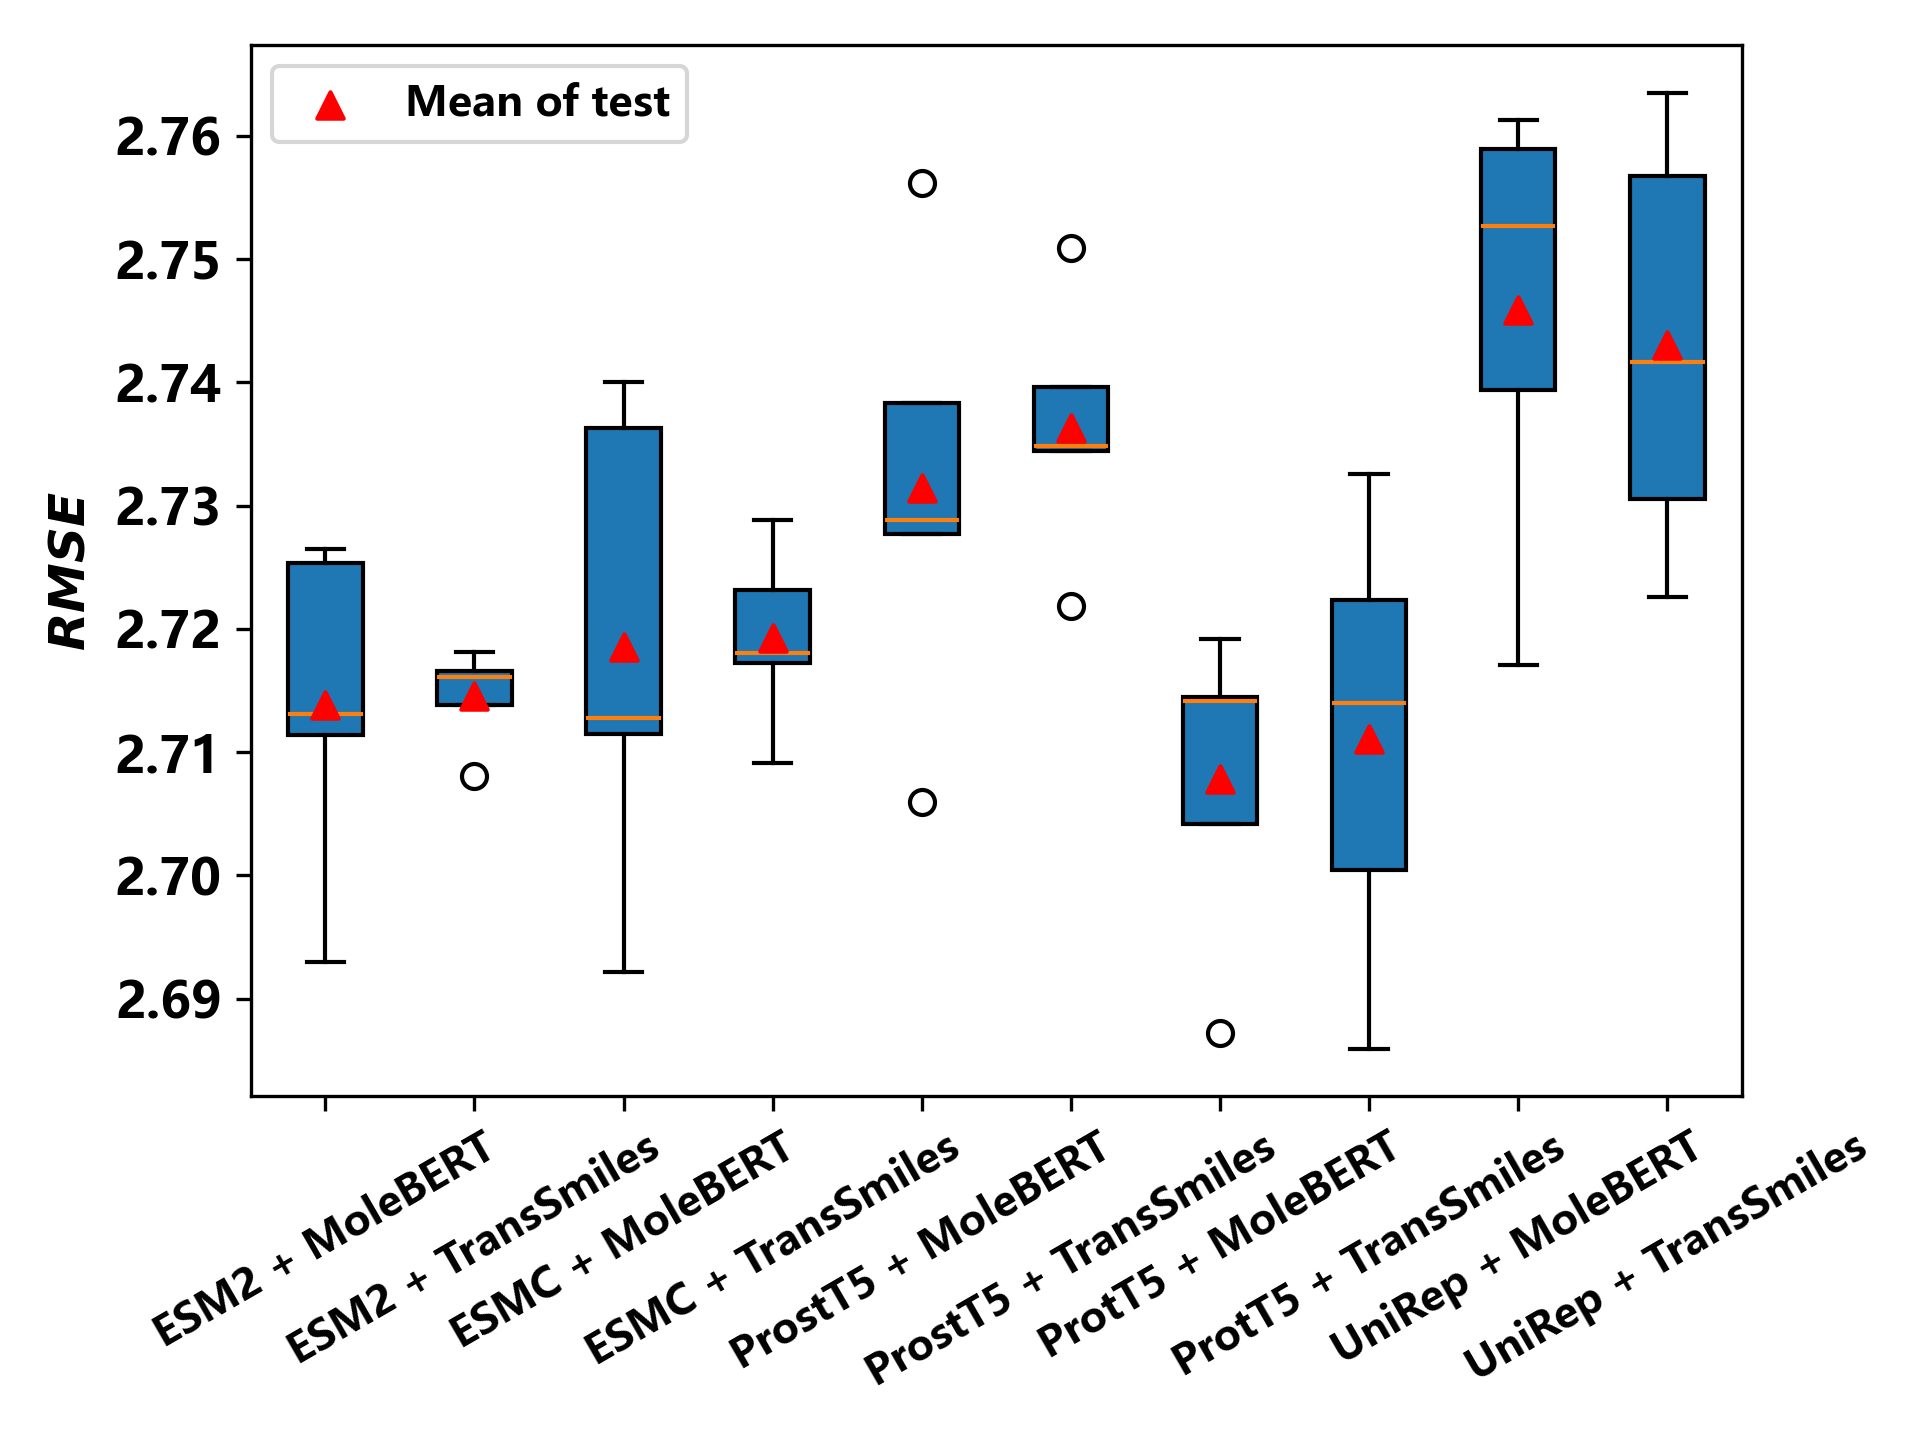 Mean of test
RMSE
2.76
2.75
2.74
2.73
2.72
2.71
2.70
2.69
ESM2 + MoleBERT
ESM2 + TransSmiles
ESMC + MoleBERT
ESMC + TransSmiles
ProstT5 + MoleBERT
ProstT5 + TransSmiles
ProtT5 + MoleBERT
ProtT5 + TransSmiles
UniRep + MoleBERT
UniRep + TransSmiles